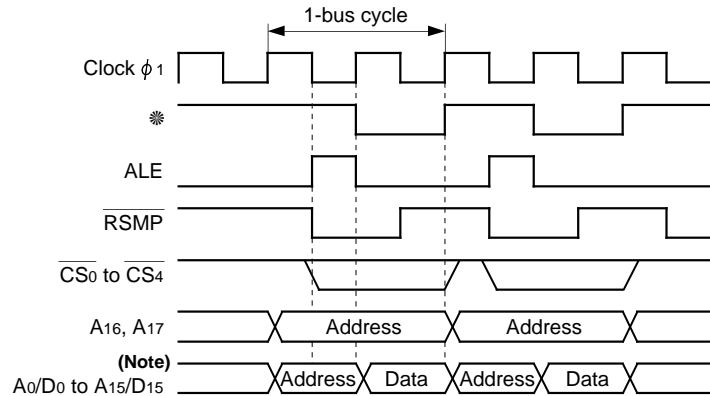 1-bus cycle
Clock ϕ1
ALE
RSMP
CS0 to CS4
A16, A17
Address
Address
(Note)
A0/D0 to A15/D15
Address
Data
Address
Data